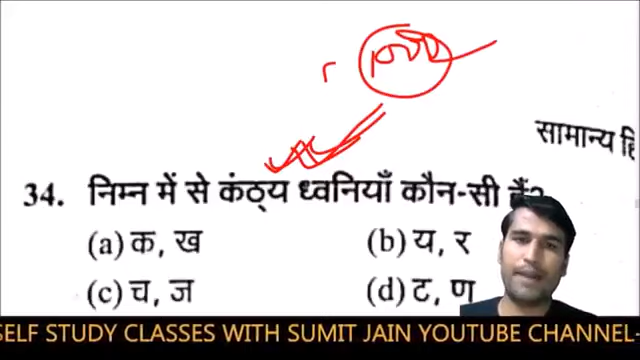 सामान्य हि
34. निम्न में से कंठ्य ध्वनियाँ कौन-सी हैं?
(a) क, ख (b) य, र
(c) च, ज (d) ट, ण
SELF STUDY CLASSES WITH SUMIT JAIN YOUTUBE CHANNEL: